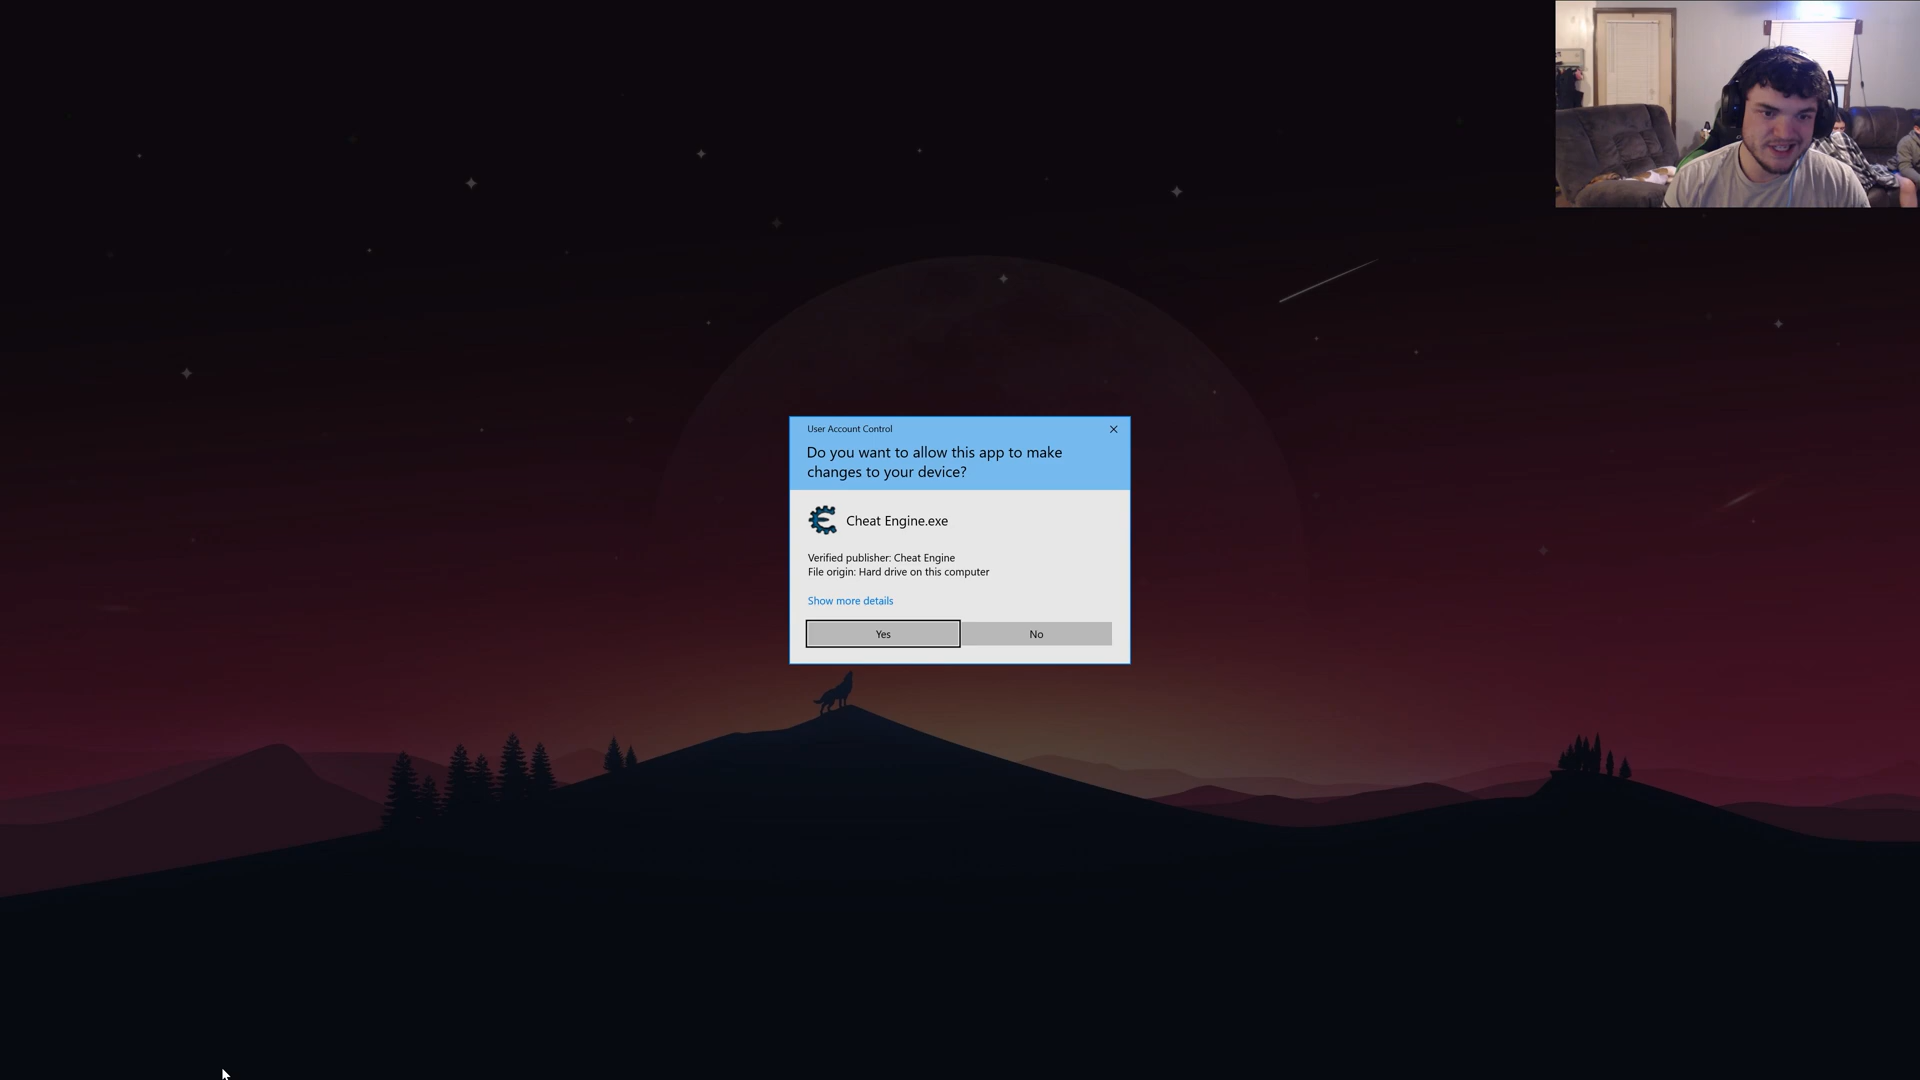 User Account Control
Do you want to allow this app to make
changes to your device?
Cheat Engine.exe
Verified publisher: Cheat Engine
File origin: Hard drive on this computer
Show more details
Yes
No